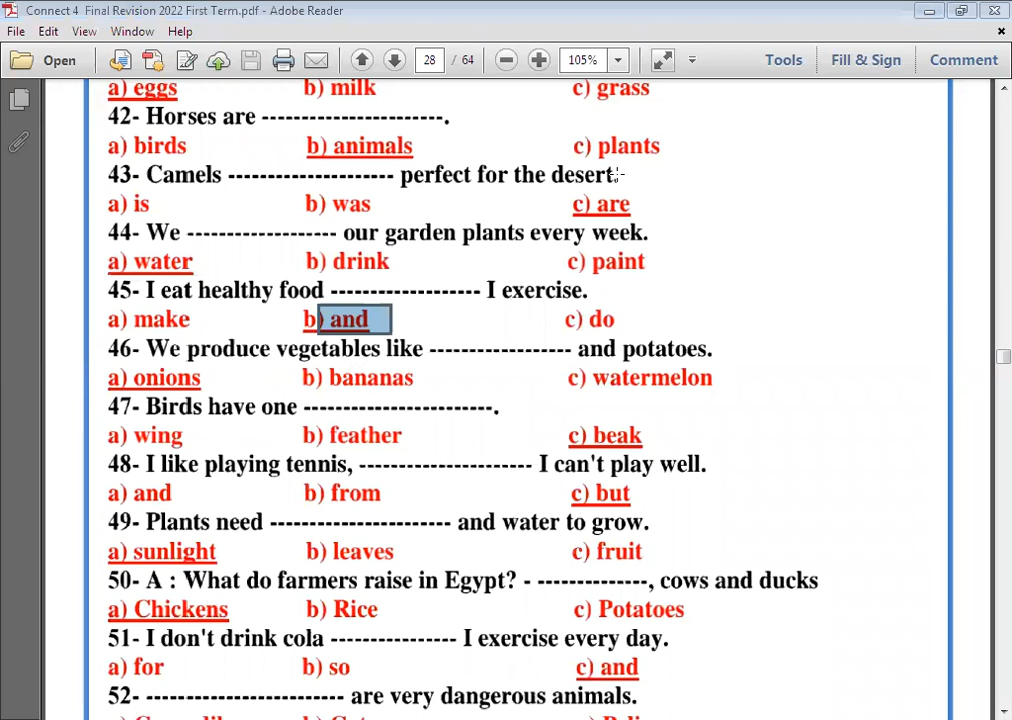 Connect 4 Final Revision 2022 First Term.pdf - Adobe Reader
File Edit View Window Help
Open 28 / 64 105% Tools Fill & Sign Comment
a) eggs b) milk c) grass
42- Horses are -----------------------.
a) birds b) animals c) plants
43- Camels --------------------- perfect for the desert.
a) is b) was c) are
44- We ------------------- our garden plants every week.
a) water b) drink c) paint
45- I eat healthy food ------------------- I exercise.
a) make b) and c) do
46- We produce vegetables like ------------------ and potatoes.
a) onions b) bananas c) watermelon
47- Birds have one ------------------------.
a) wing b) feather c) beak
48- I like playing tennis, ---------------------- I can't play well.
a) and b) from c) but
49- Plants need ----------------------- and water to grow.
a) sunlight b) leaves c) fruit
50- A : What do farmers raise in Egypt? - --------------, cows and ducks
a) Chickens b) Rice c) Potatoes
51- I don't drink cola ---------------- I exercise every day.
a) for b) so c) and
52- ------------------------- are very dangerous animals.